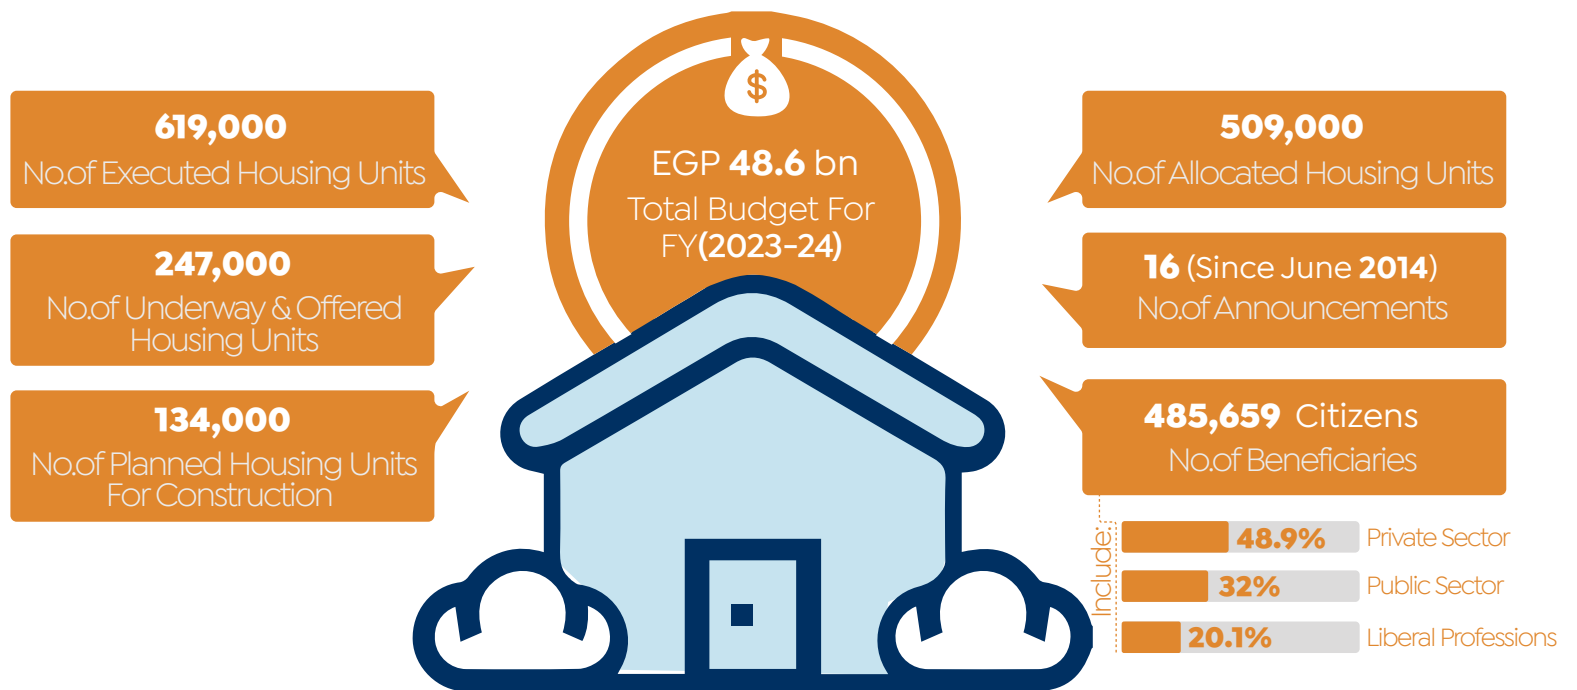 $
EGP 48.6 bn
Total Budget For
FY(2023-24)
619,000
No.of Executed Housing Units
247,000
No.of Underway & Offered
Housing Units
134,000
No.of Planned Housing Units
For Construction
509,000
No.of Allocated Housing Units
16 (Since June 2014)
No.of Announcements
485,659 Citizens
No.of Beneficiaries
Include:
48.9% Private Sector
32% Public Sector
20.1% Liberal Professions